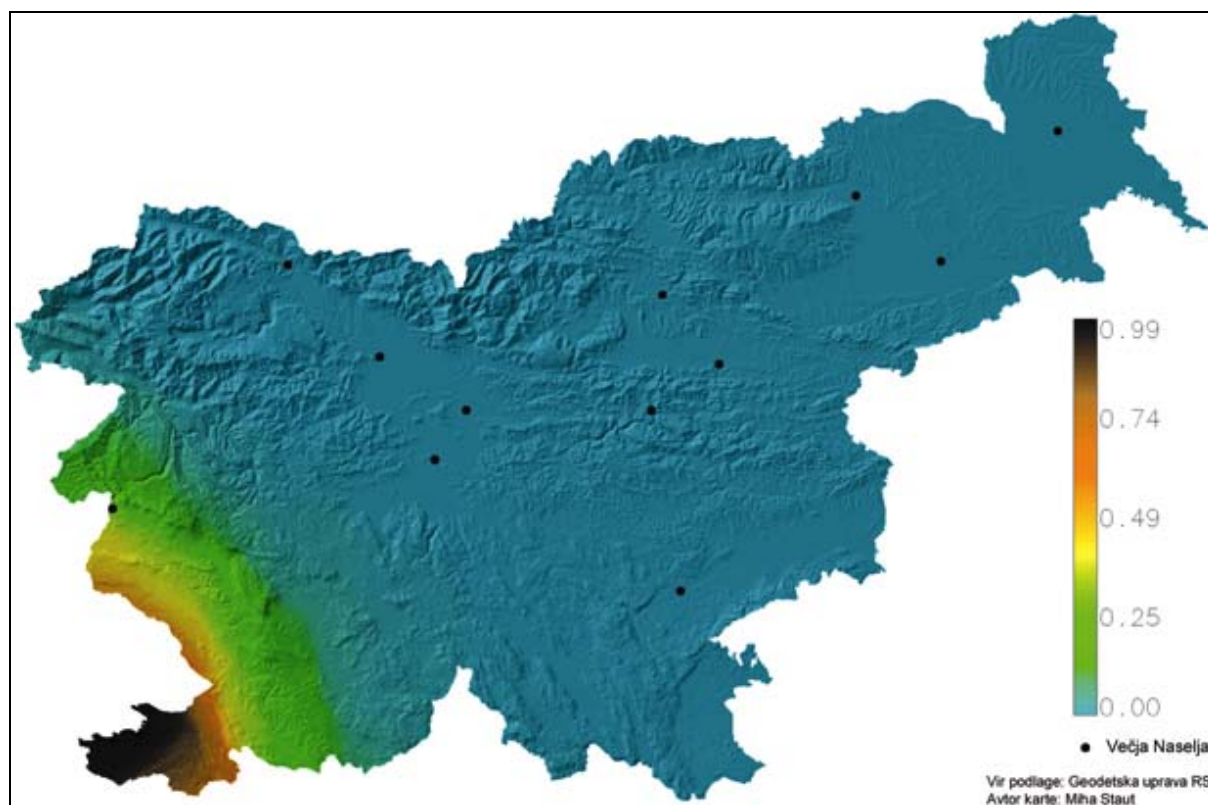 0.99
0.74
0.49
0.25
0.00
Večja Naselja
Vir podlage: Geodetska uprava RS
Avtor karte: Miha Staut